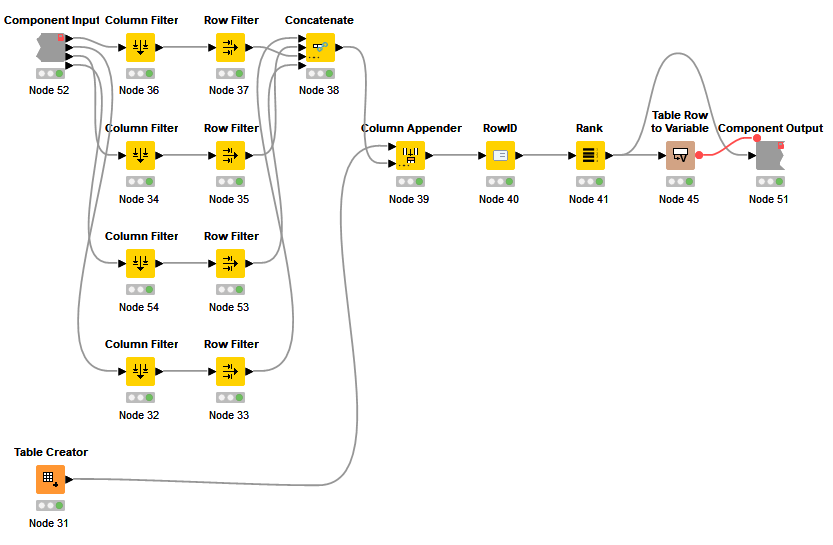 Component Input
Column Filter
Row Filter
Concatenate
Node 52
Node 36
Node 37
Node 38
Column Filter
Row Filter
Column Appender
RowID
Rank
Table Row
to Variable
Component Output
Node 34
Node 35
Node 39
Node 40
Node 41
Node 45
Node 51
Column Filter
Row Filter
Node 54
Node 53
Column Filter
Row Filter
Node 32
Node 33
Table Creator
Node 31